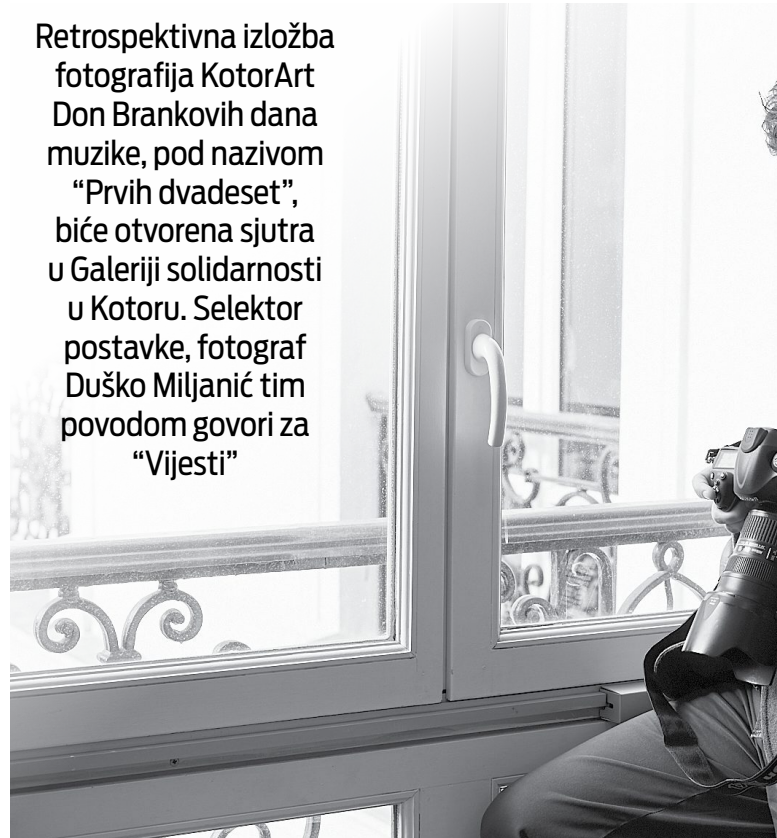 Retrospektivna izložba
fotografija KotorArt
Don Brankovih dana
muzike, pod nazivom
“Prvih dvadeset”,
biće otvorena sjutra
u Galeriji solidarnosti
u Kotoru. Selektor
postavke, fotograf
Duško Miljanić tim
povodom govori za
“Vijesti”